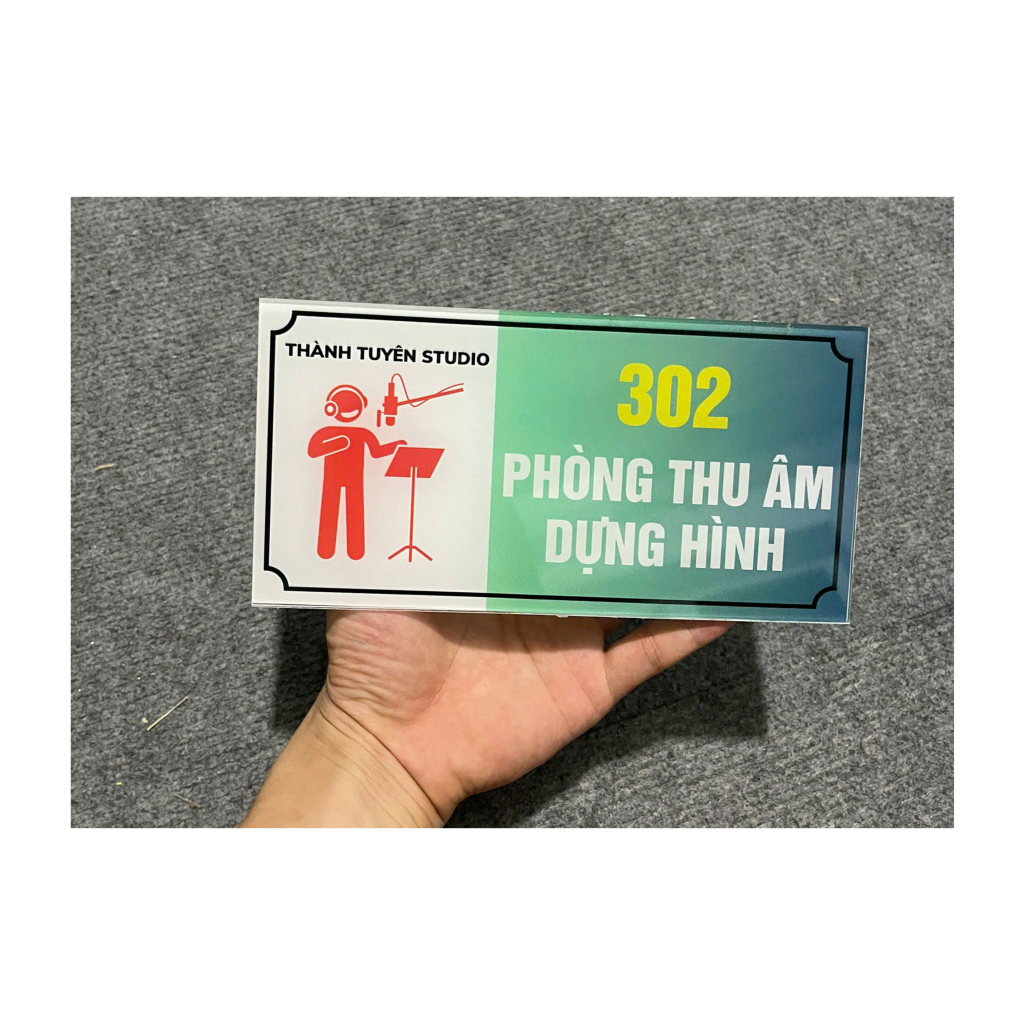 THÀNH TUYÊN STUDIO
302
PHÒNG THU ÂM
DỰNG HÌNH